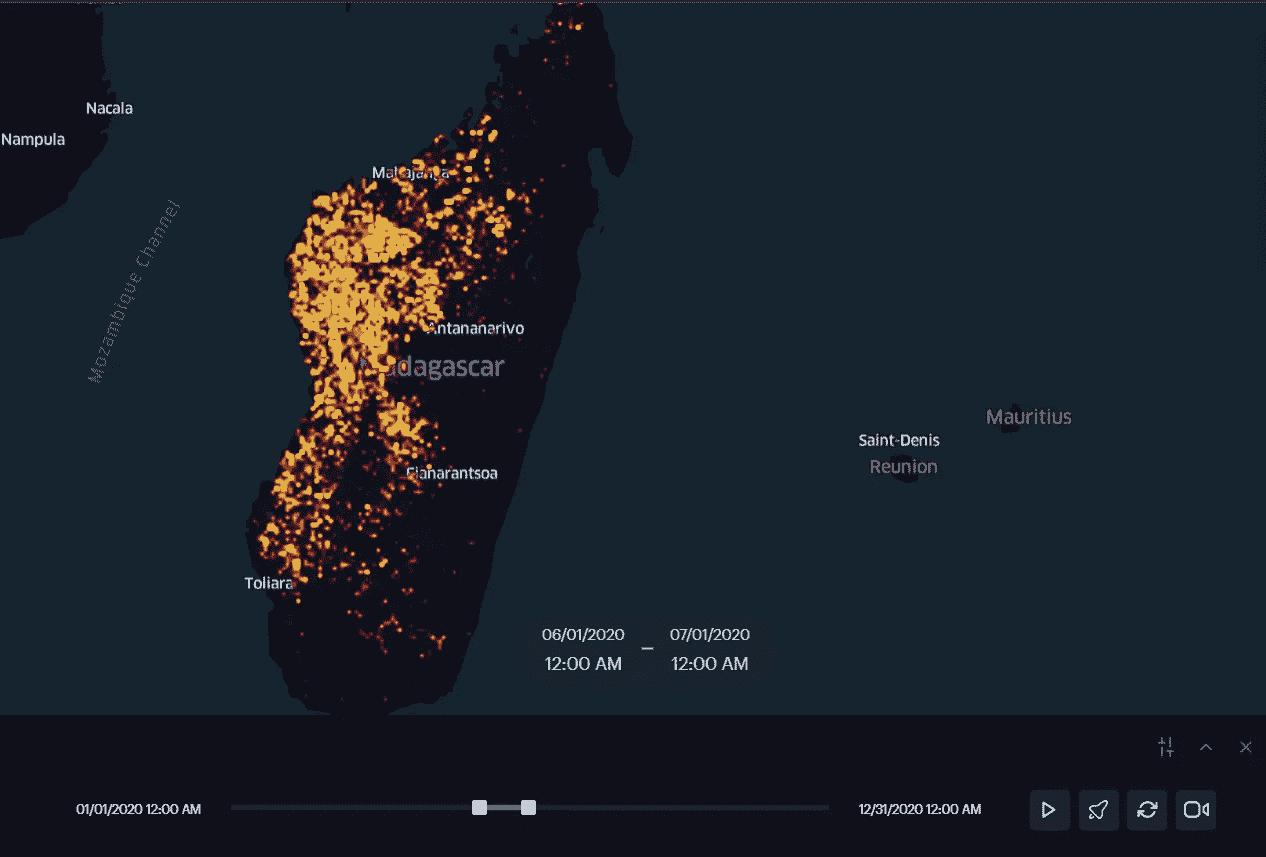 Nacala
Nampula
Mozambique Channel
Mahajanga
Antananarivo
Madagascar
Mauritius
Saint-Denis
Reunion
Fianarantsoa
Toliara
06/01/2020 – 07/01/2020
12:00 AM 12:00 AM
01/01/2020 12:00 AM 12/31/2020 12:00 AM